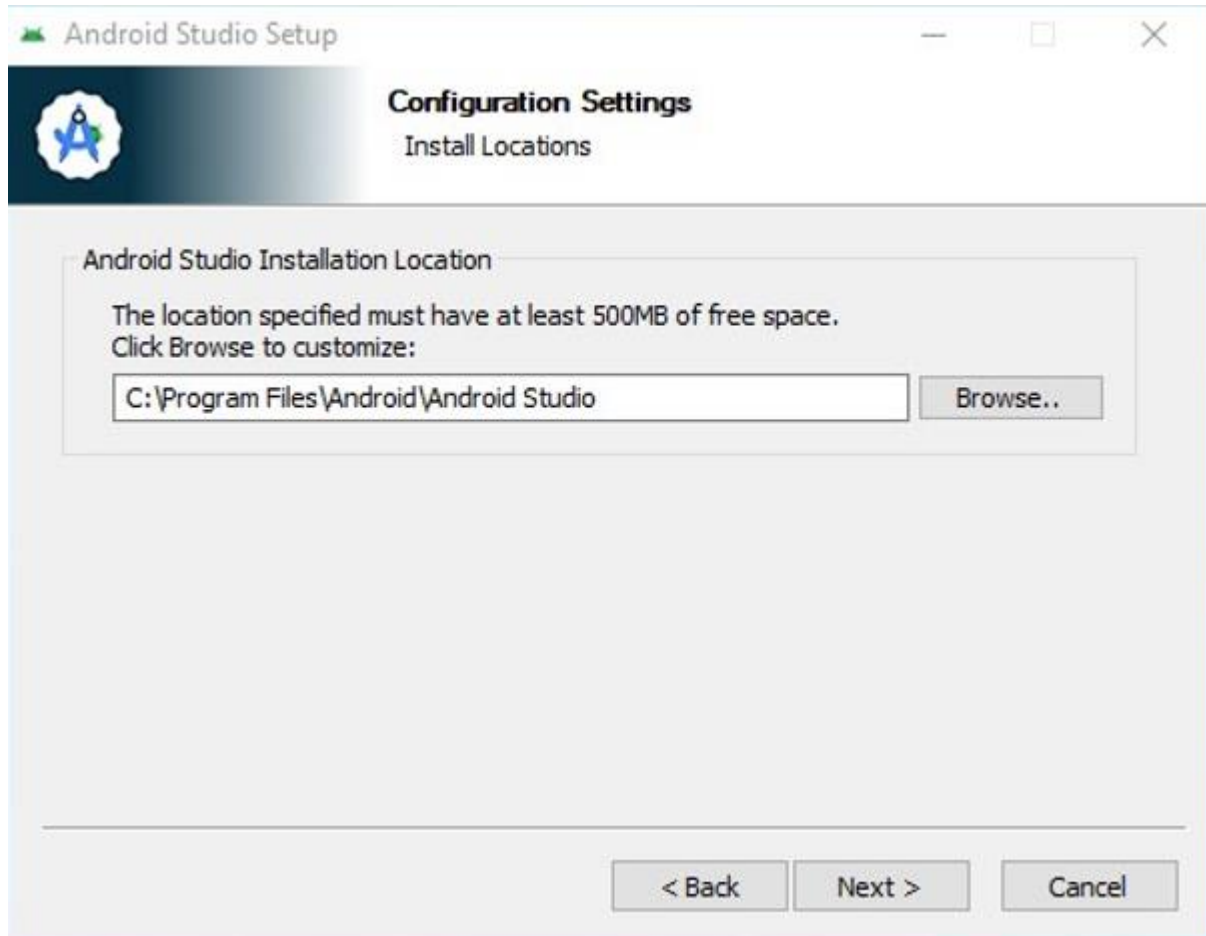 Android Studio Setup
Configuration Settings
Install Locations
Android Studio Installation Location
The location specified must have at least 500MB of free space.
Click Browse to customize:
C:\Program Files\Android\Android Studio
Browse..
< Back
Next >
Cancel